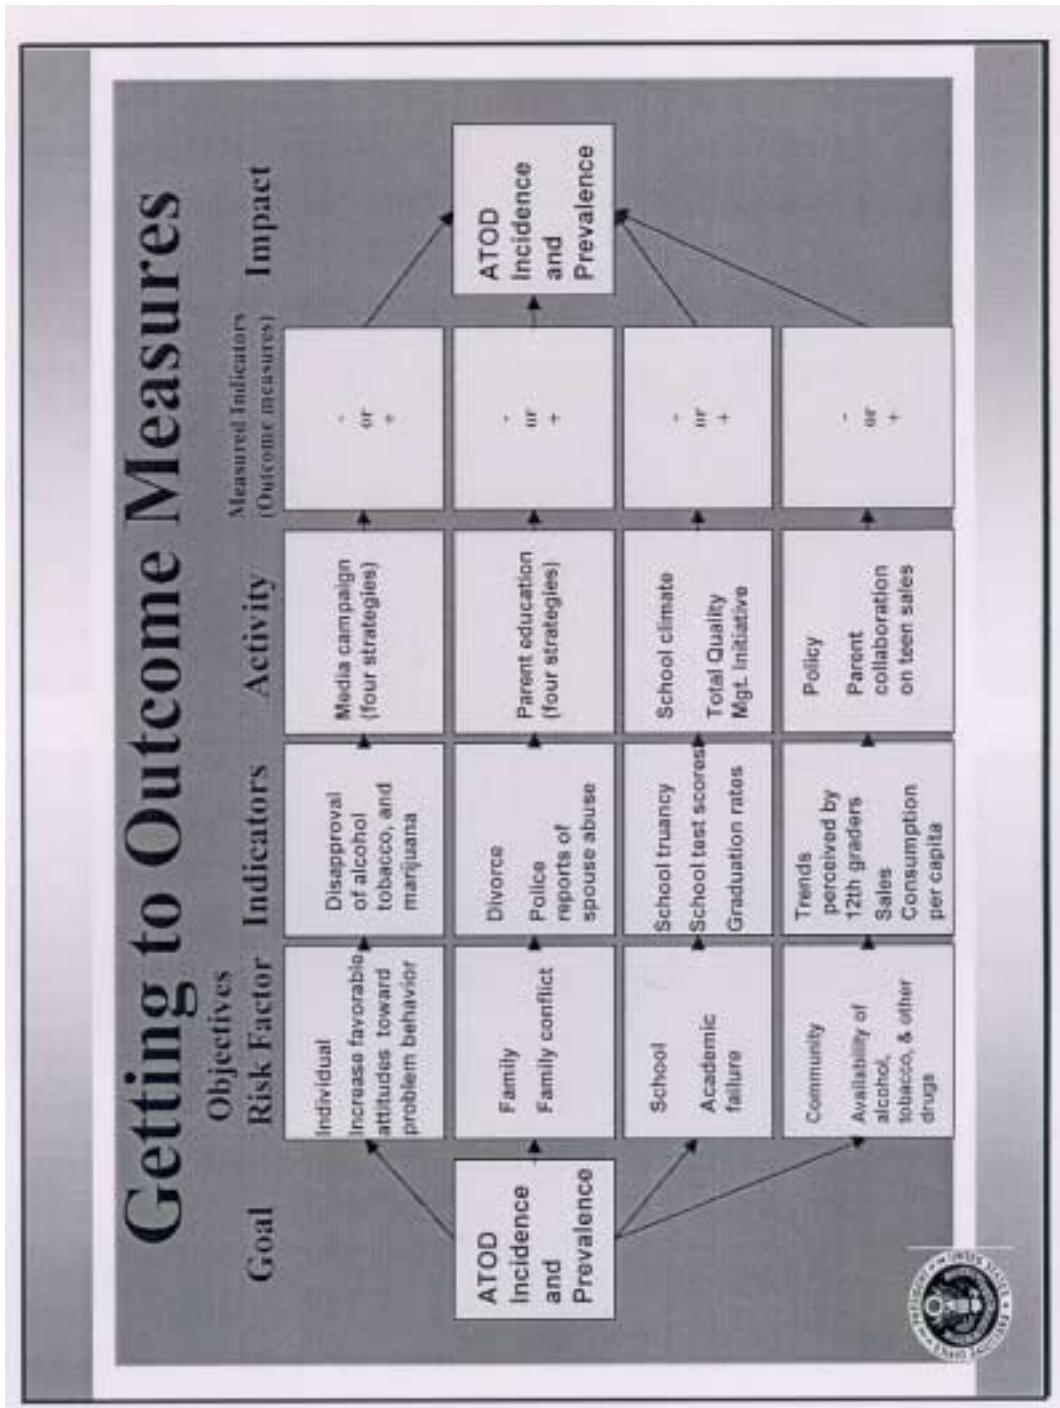 Getting to Outcome Measures
Goal
Objectives
Risk Factor
Indicators
Activity
Measured Indicators
(Outcome measures)
Impact
ATOD
Incidence
and
Prevalence
Individual
Increase favorable
attitudes toward
problem behavior
Disapproval
of alcohol
tobacco, and
marijuana
Media campaign
(four strategies)
-
or
+
Family
Family conflict
Divorce
Police
reports of
spouse abuse
Parent education
(four strategies)
-
or
+
School
Academic
failure
School truancy
School test scores
Graduation rates
School climate
Total Quality
Mgt. Initiative
-
or
+
Community
Availability of
alcohol,
tobacco, & other
drugs
Trends
perceived by
12th graders
Sales
Consumption
per capita
Policy
Parent
collaboration
on teen sales
-
or
+
ATOD
Incidence
and
Prevalence